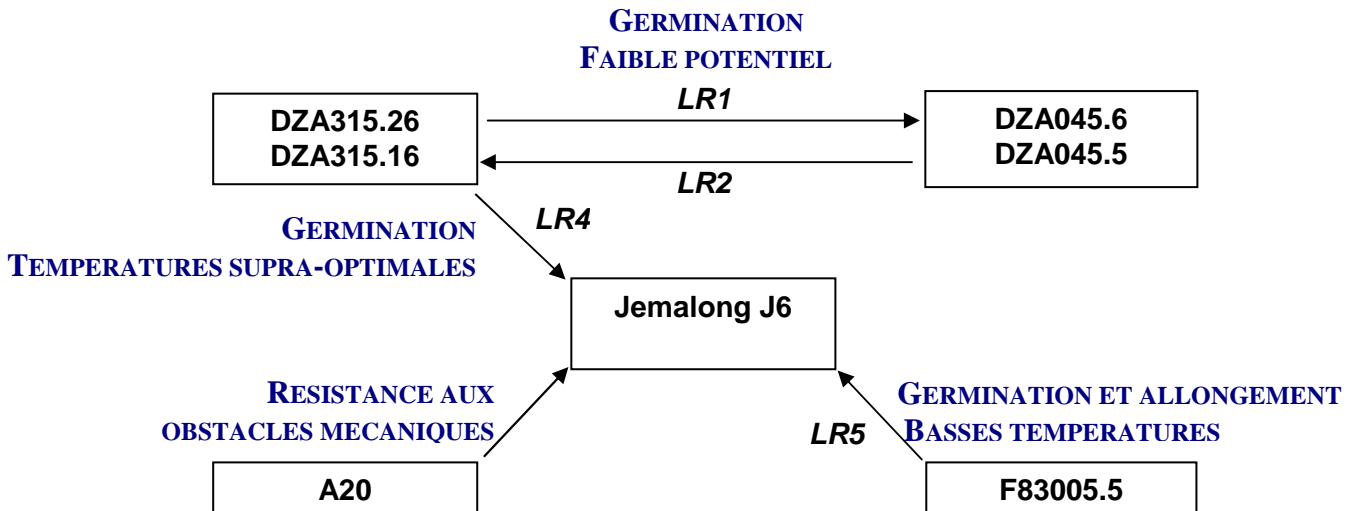 GERMINATION
FAIBLE POTENTIEL
LR1
DZA315.26
DZA315.16
DZA045.6
DZA045.5
LR2
LR4
GERMINATION
TEMPERATURES SUPRA-OPTIMALES
Jemalong J6
RESISTANCE AUX
OBSTACLES MECANIQUES
GERMINATION ET ALLONGEMENT
BASSES TEMPERATURES
LR5
A20
F83005.5